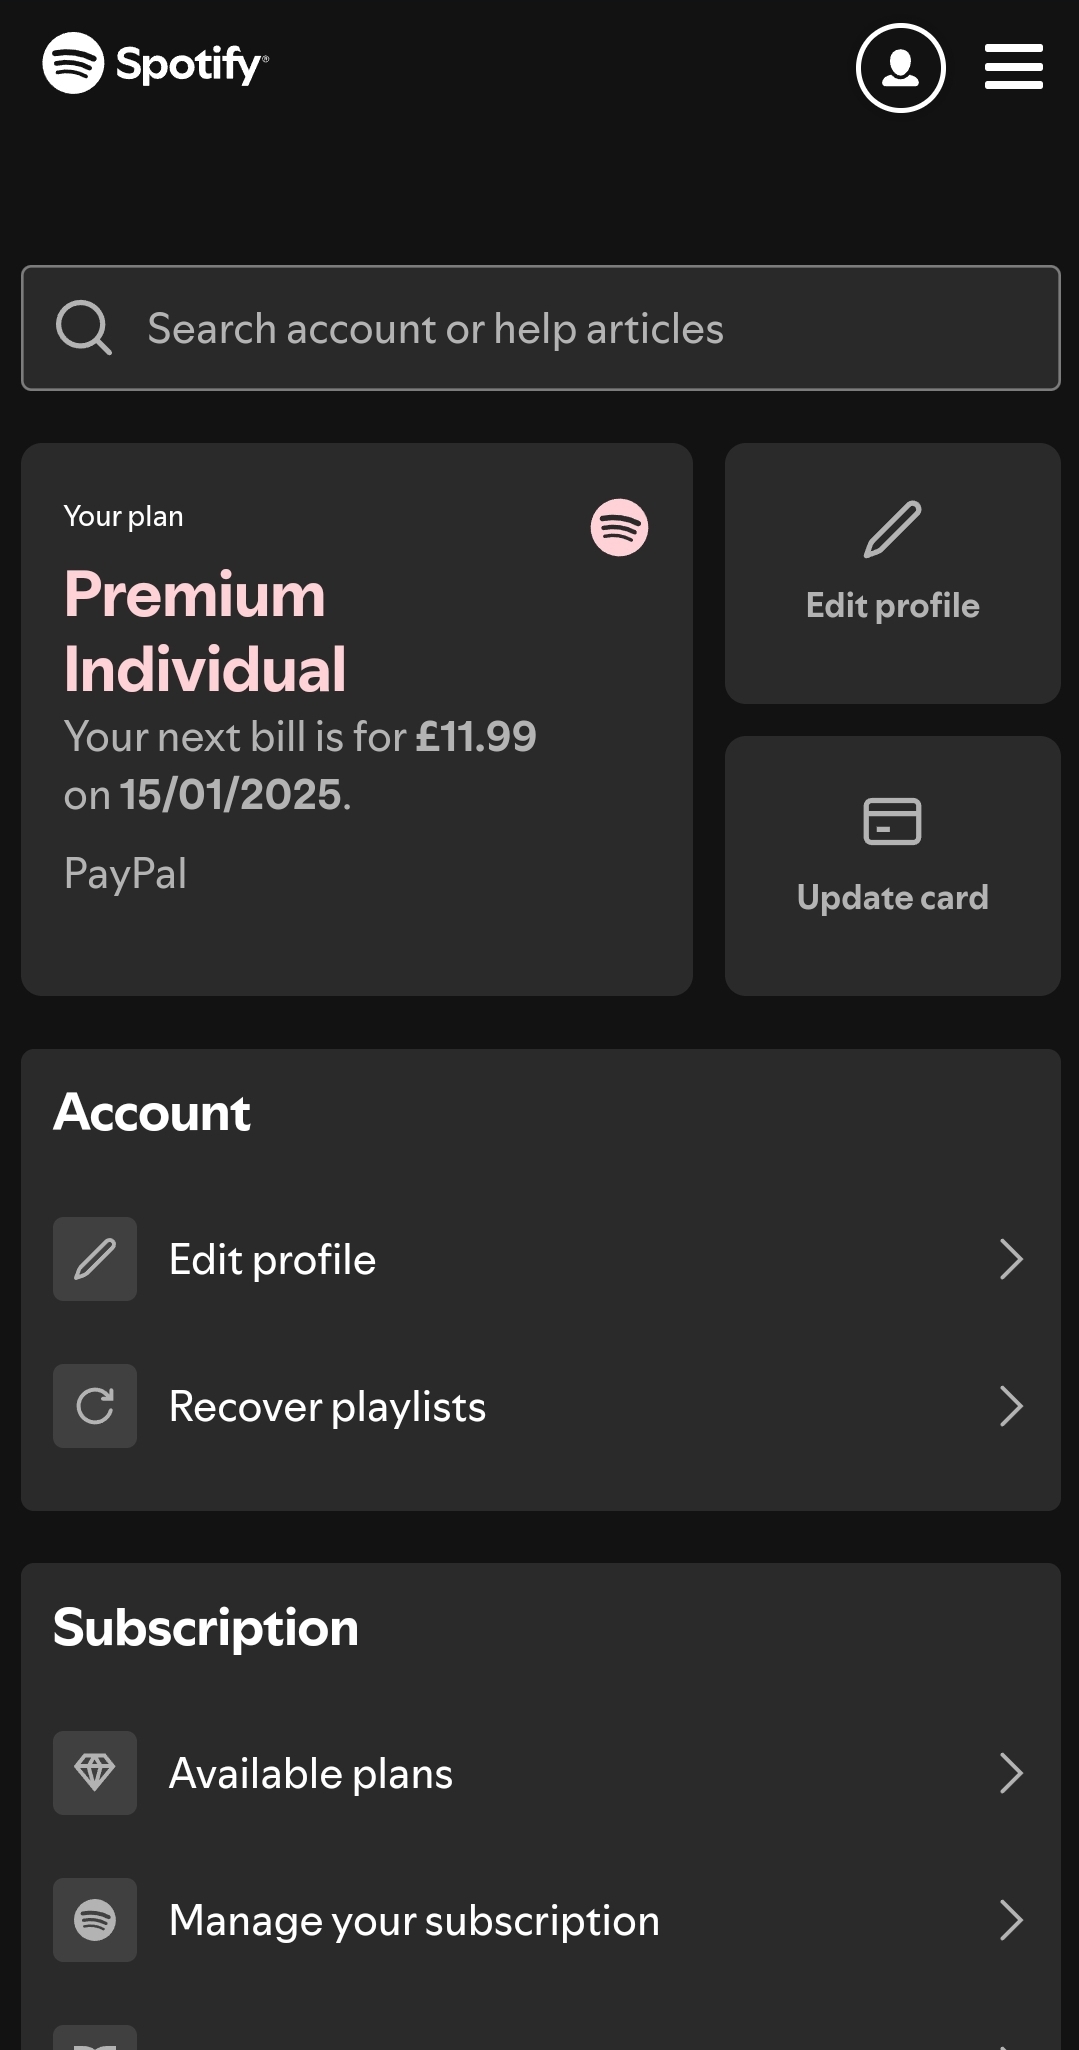 Spotify®
Search account or help articles
Your plan
Premium
Individual
Your next bill is for £11.99
on 15/01/2025.
PayPal
Edit profile
Update card
Account
Edit profile
Recover playlists
Subscription
Available plans
Manage your subscription